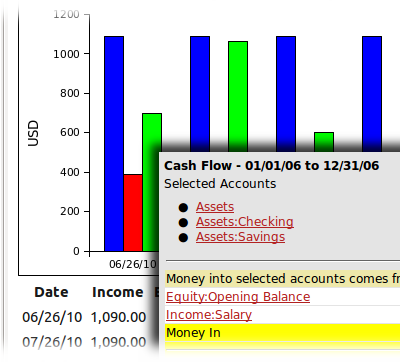 1200
1000
800
USD
600
400
200
0
06/26/10
Date Income
06/26/10 1,090.00
07/26/10 1,090.00
Cash Flow - 01/01/06 to 12/31/06
Selected Accounts
Assets
Assets:Checking
Assets:Savings
Money into selected accounts comes
Equity:Opening Balance
Income:Salary
Money In